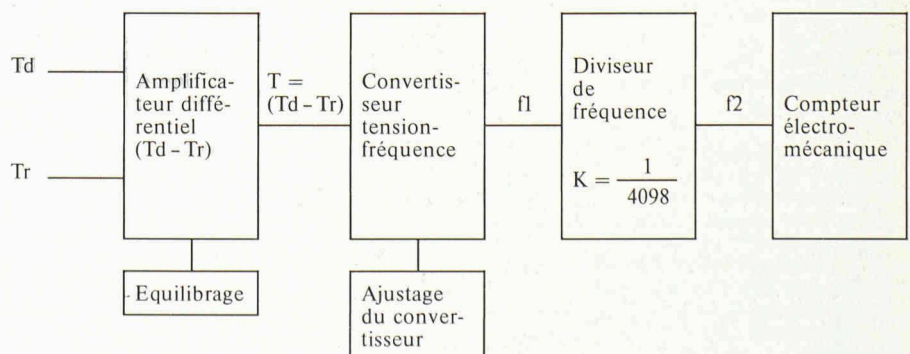 Td
Tr
Amplifica-
teur diffé-
rentiel
(Td – Tr)
T =
(Td – Tr)
Convertis-
seur
tension-
fréquence
f1
Diviseur
de
fréquence
K = 1
4098
f2
Compteur
électro-
mécanique
Equilibrage
Ajustage
du conver-
tisseur